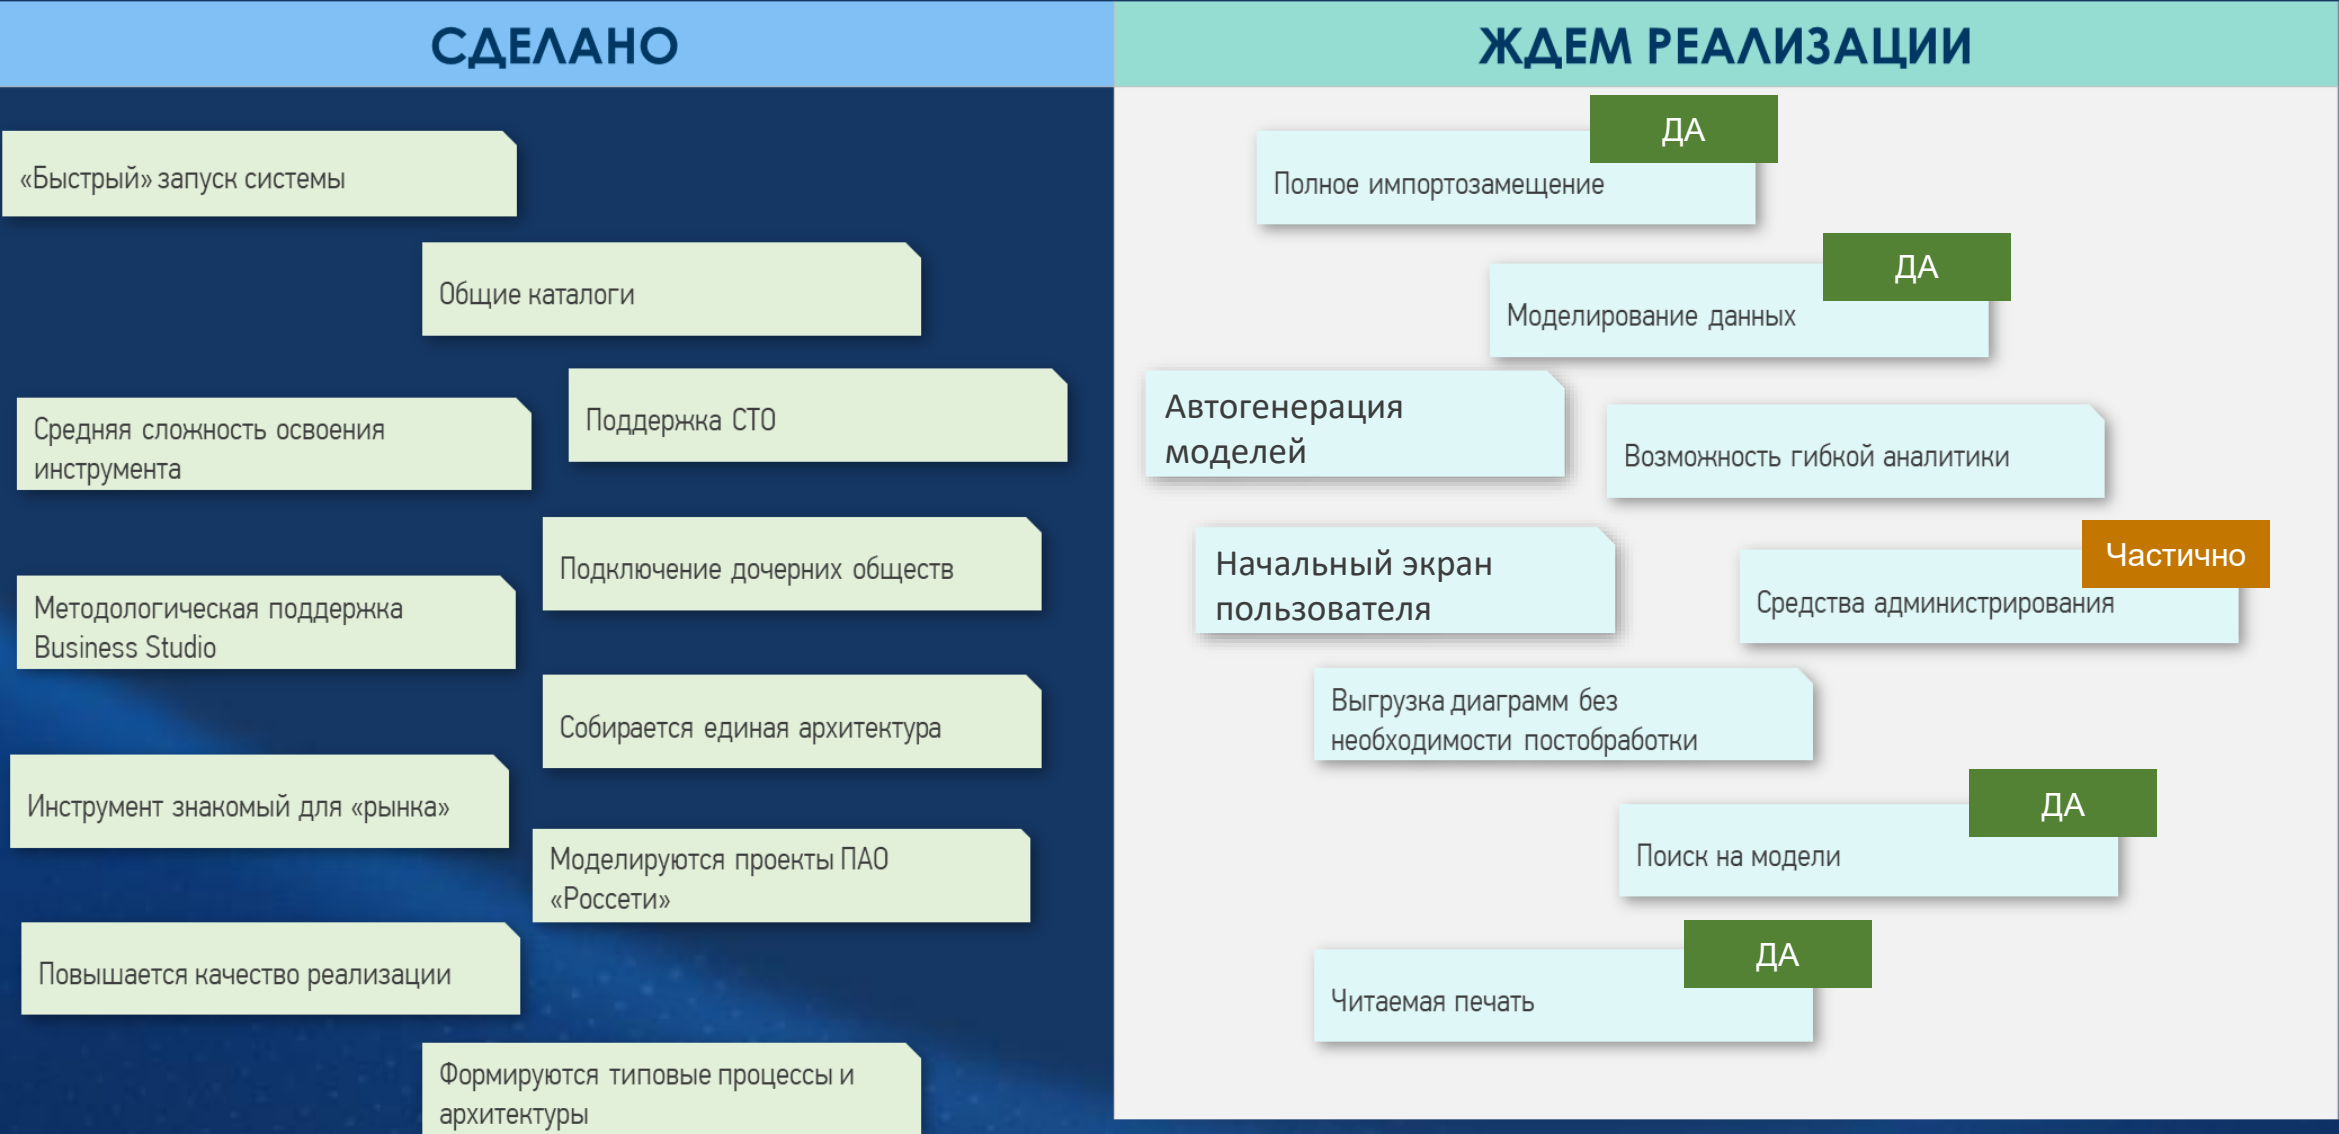 СДЕЛАНО
«Быстрый» запуск системы
Общие каталоги
Поддержка СТО
Средняя сложность освоения
инструмента
Подключение дочерних обществ
Методологическая поддержка
Business Studio
Собирается единая архитектура
Инструмент знакомый для «рынка»
Моделируются проекты ПАО
«Россети»
Повышается качество реализации
Формируются типовые процессы и
архитектуры
ЖДЕМ РЕАЛИЗАЦИИ
ДА
Полное импортозамещение
ДА
Моделирование данных
Автогенерация
моделей
Возможность гибкой аналитики
Начальный экран
пользователя
Частично
Средства администрирования
Выгрузка диаграмм без
необходимости постобработки
ДА
Поиск на модели
ДА
Читаемая печать